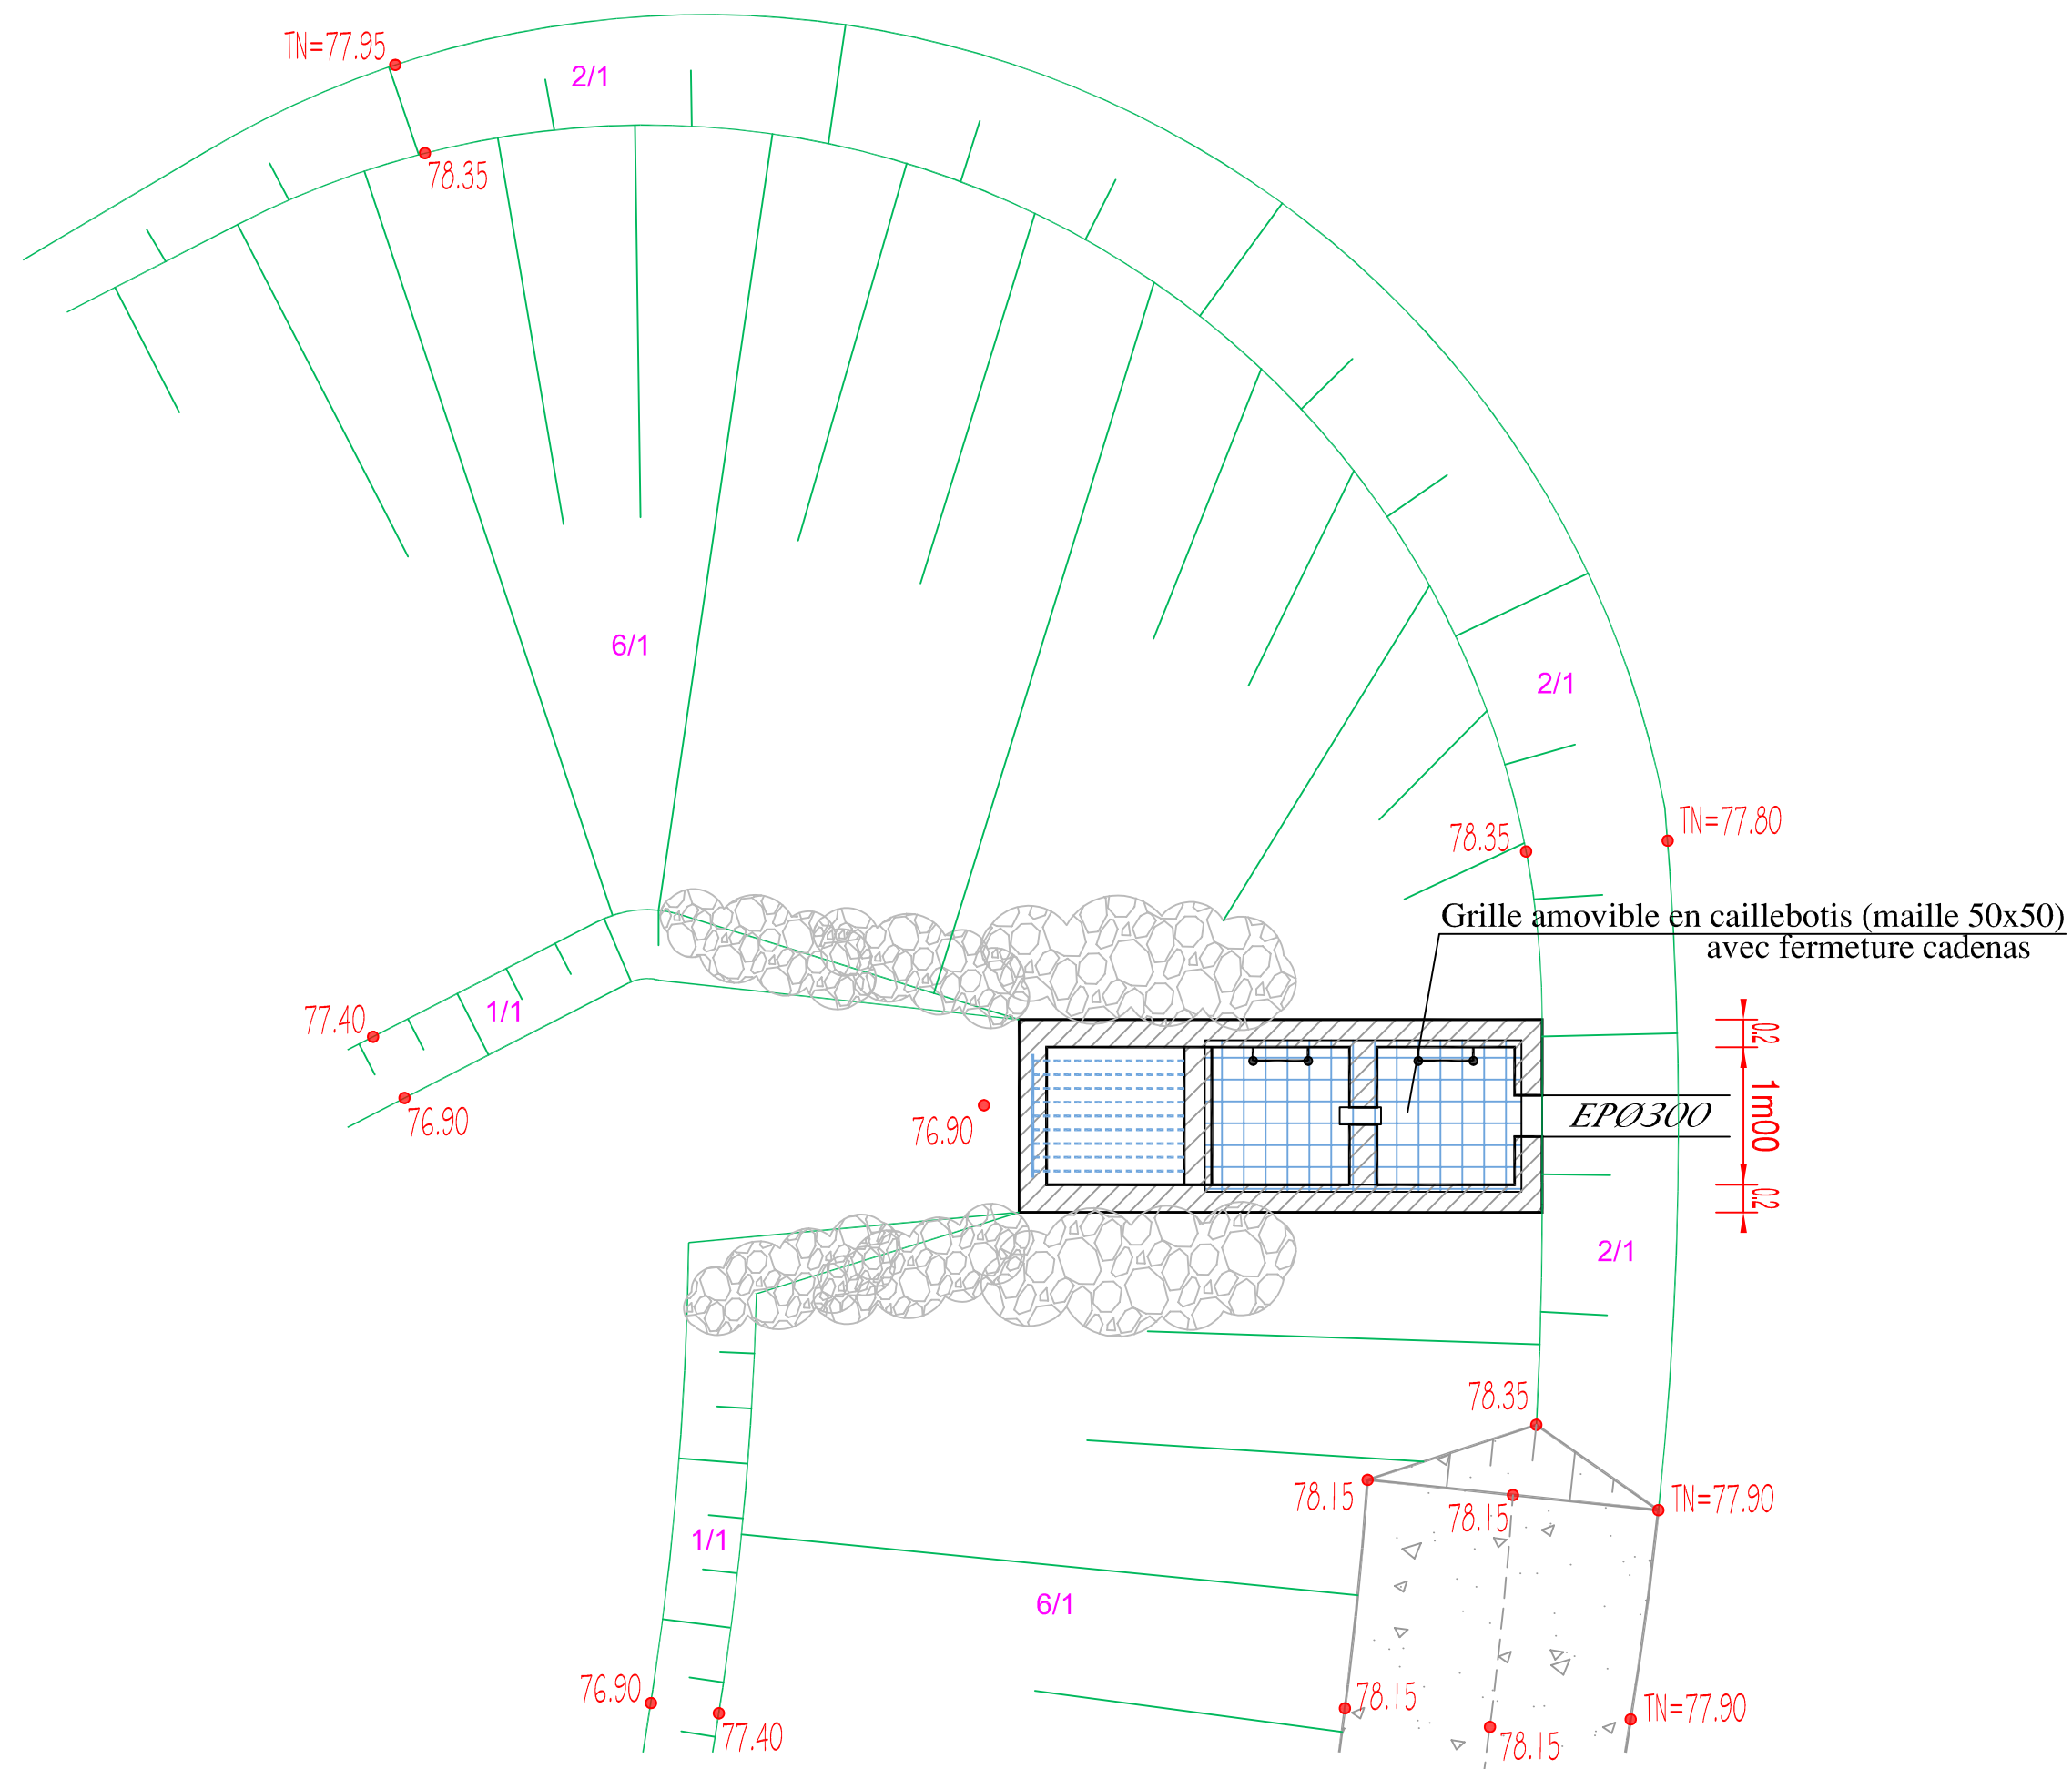 TN=77.95
2/1
78.35
6/1
2/1
78.35
TN=77.80
Grille amovible en caillebotis (maille 50x50)
avec fermeture cadenas
77.40
1/1
76.90
76.90
EPØ300
0.2
1m00
0.2
2/1
78.35
78.15
78.15
TN=77.90
1/1
6/1
76.90
77.40
78.15
78.15
TN=77.90